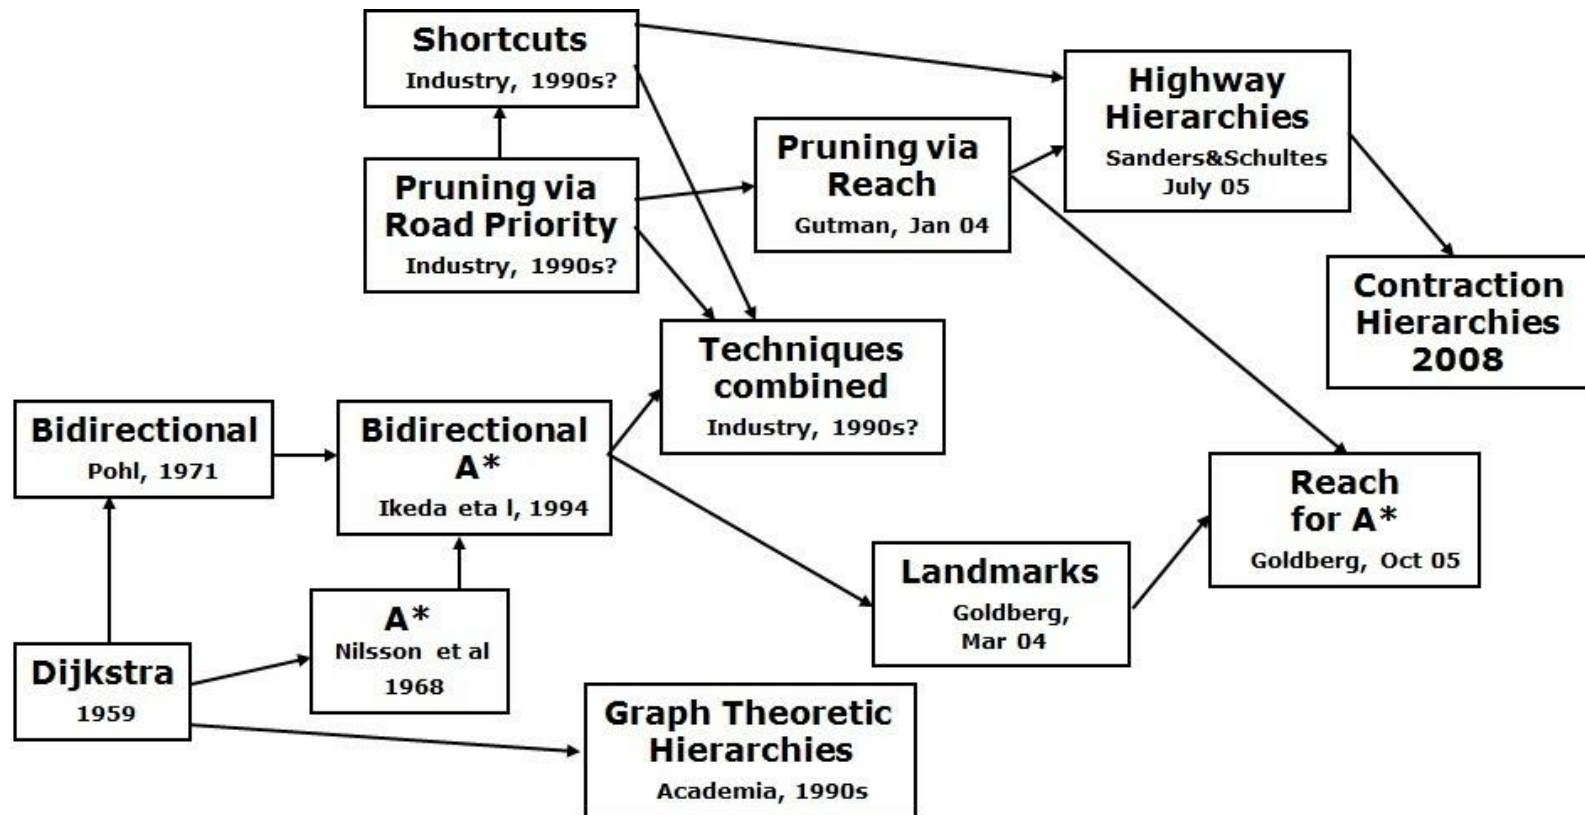 Shortcuts
Industry, 1990s?
Highway
Hierarchies
Sanders&Schultes
July 05
Pruning via
Reach
Gutman, Jan 04
Pruning via
Road Priority
Industry, 1990s?
Contraction
Hierarchies
2008
Techniques
combined
Industry, 1990s?
Bidirectional
Pohl, 1971
Bidirectional
A*
Ikeda eta l, 1994
Reach
for A*
Goldberg, Oct 05
Landmarks
Goldberg,
Mar 04
A*
Nilsson et al
1968
Dijkstra
1959
Graph Theoretic
Hierarchies
Academia, 1990s